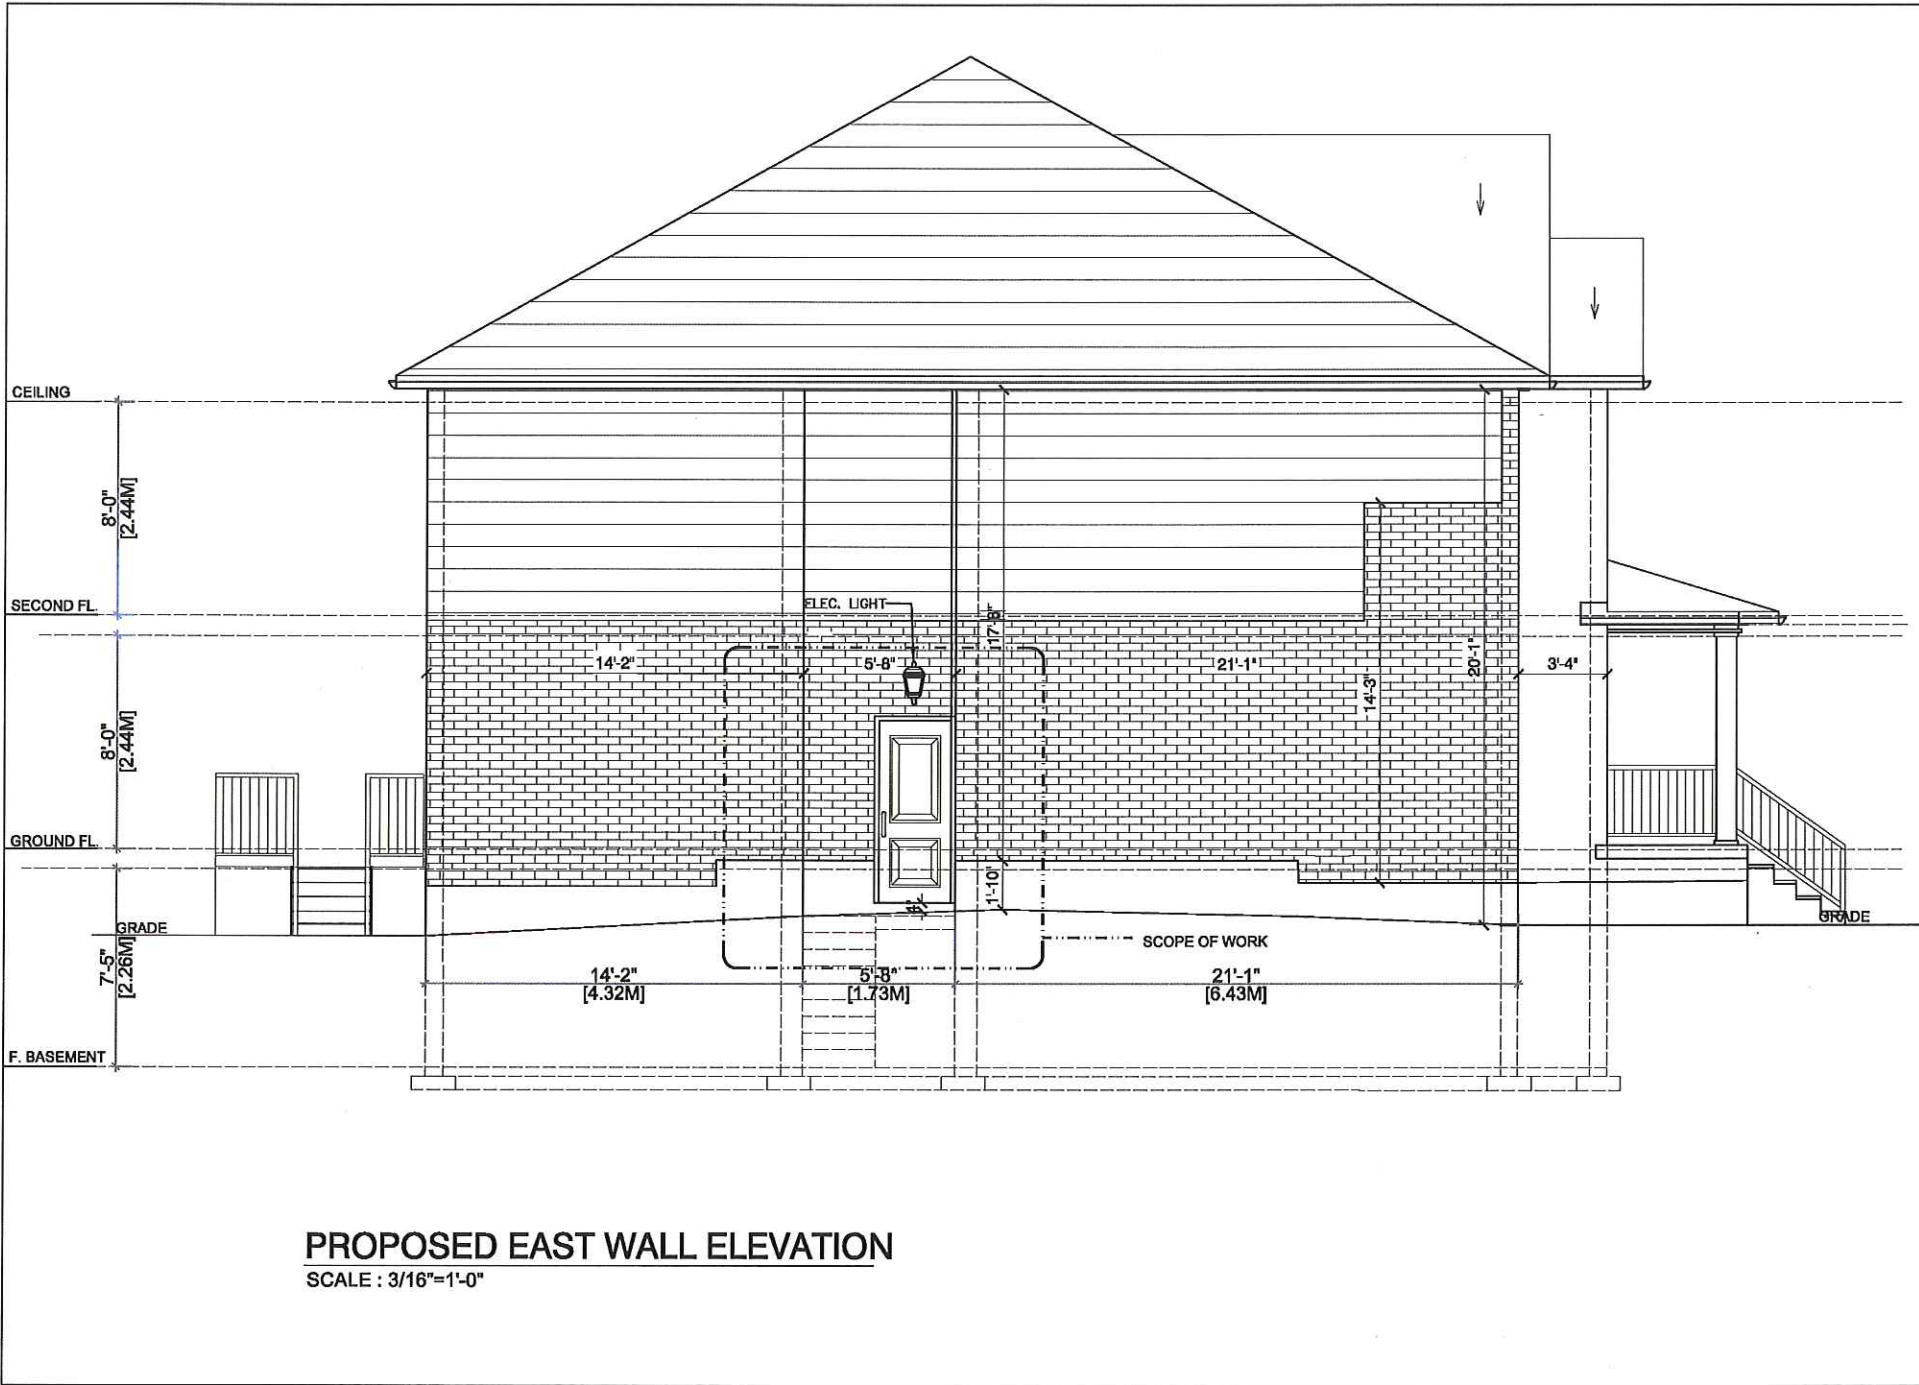 CEILING
8'-0"
[2.44M]
SECOND FL.
ELEC. LIGHT
17'-8"
14'-2"
5'-8"
21'-1"
20'-1"
3'-4"
14'-3"
8'-0"
[2.44M]
GROUND FL.
1'-10"
4"
GRADE
GRADE
SCOPE OF WORK
7'-5"
[2.26M]
14'-2"
[4.32M]
5'-8"
[1.73M]
21'-1"
[6.43M]
F. BASEMENT
PROPOSED EAST WALL ELEVATION
SCALE : 3/16"=1'-0"